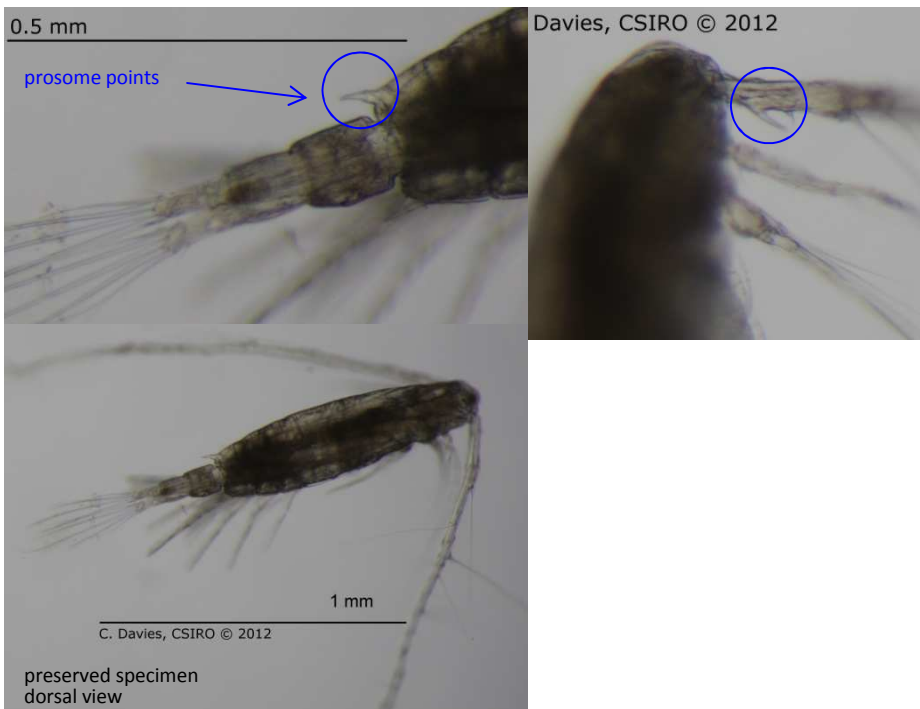 0.5 mm
Davies, CSIRO © 2012
prosome points
1 mm
C. Davies, CSIRO © 2012
preserved specimen
dorsal view